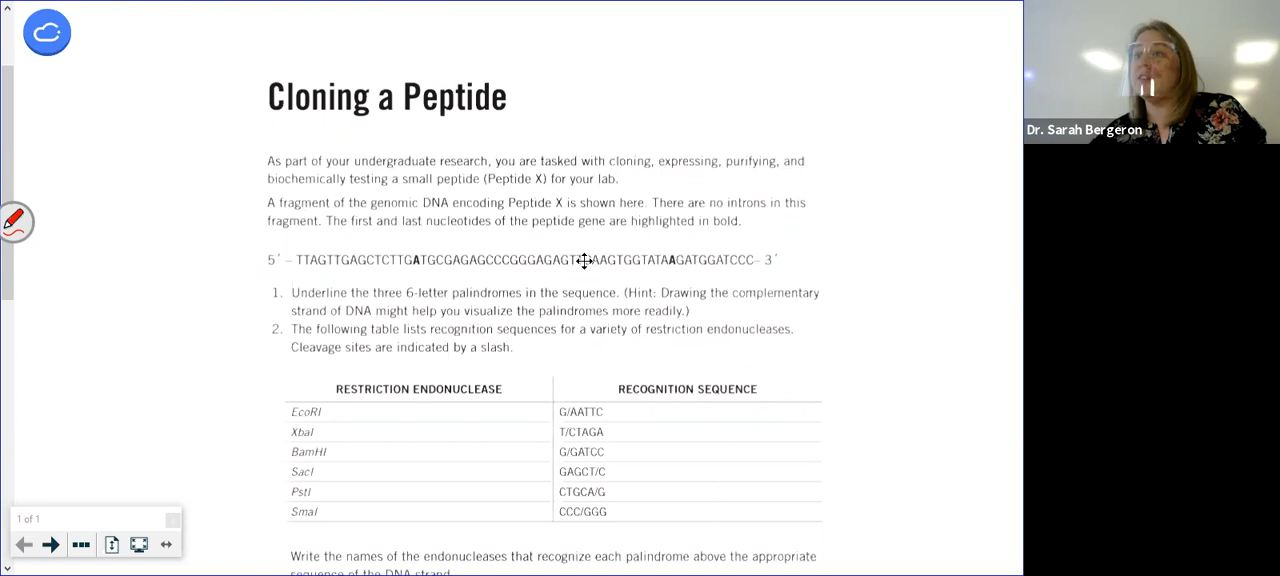 Cloning a Peptide
As part of your undergraduate research, you are tasked with cloning, expressing, purifying, and
biochemically testing a small peptide (Peptide X) for your lab.
A fragment of the genomic DNA encoding Peptide X is shown here. There are no introns in this
fragment. The first and last nucleotides of the peptide gene are highlighted in bold.
5´ – TTAGTTGAGCTCTTGATGCGAGAGCCCGGGAGAGT AAGTGGTATAAGATGGATCCC– 3´
1. Underline the three 6-letter palindromes in the sequence. (Hint: Drawing the complementary
strand of DNA might help you visualize the palindromes more readily.)
2. The following table lists recognition sequences for a variety of restriction endonucleases.
Cleavage sites are indicated by a slash.
RESTRICTION ENDONUCLEASE RECOGNITION SEQUENCE
EcoRI G/AATTC
XbaI T/CTAGA
BamHI G/GATCC
SacI GAGCT/C
PstI CTGCA/G
SmaI CCC/GGG
Write the names of the endonucleases that recognize each palindrome above the appropriate
sequence of the DNA strand.
1 of 1
Dr. Sarah Bergeron